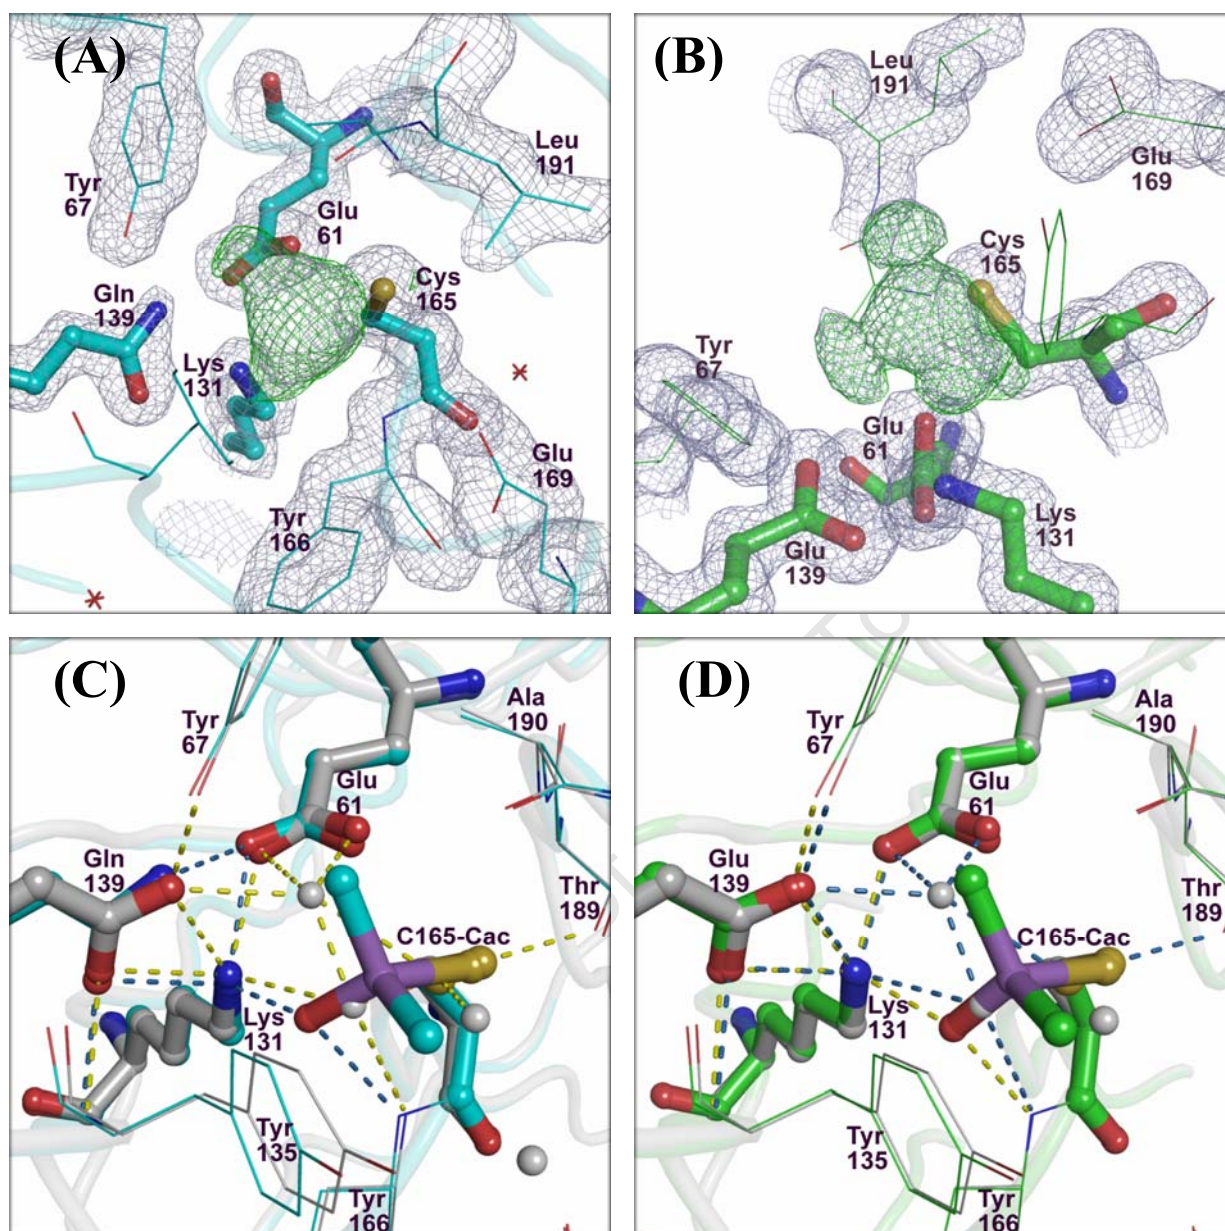 (A)
Leu
191
Tyr
67
Glu
61
Gln
139
Cys
165
Lys
131
Glu
169
Tyr
166
(B)
Leu
191
Glu
169
Cys
165
Tyr
67
Glu
61
Lys
131
Glu
139
(C)
Ala
190
Tyr
67
Glu
61
Gln
139
Thr
189
C165-Cac
Lys
131
Tyr
135
Tyr
166
(D)
Ala
190
Tyr
67
Glu
61
Glu
139
Thr
189
C165-Cac
Lys
131
Tyr
135
Tyr
166